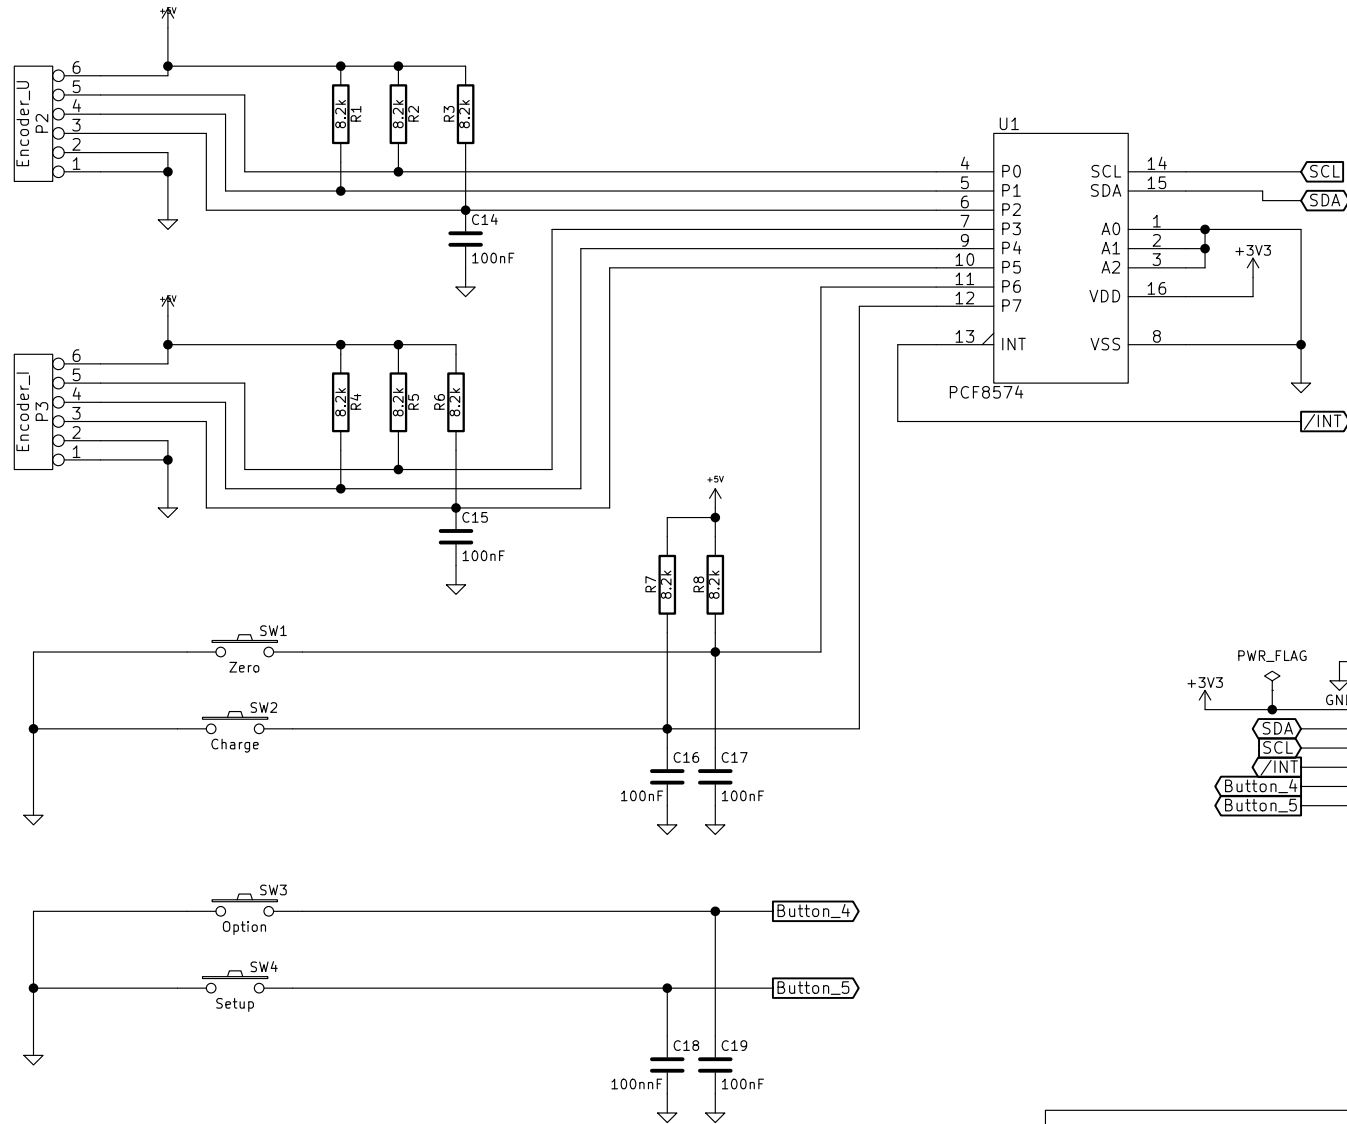 +5V
Encoder_U
P2
6
5
4
3
2
1
8.2k
R1
8.2k
R2
R3
8.2k
C14
100nF
U1
4
P0
5
P1
6
P2
7
P3
9
P4
10
P5
11
P6
12
P7
13
INT
SCL
14
SDA
15
A0
1
A1
2
A2
3
VDD
16
VSS
8
PCF8574
SCL
SDA
+3V3
/INT
+5V
Encoder_I
P3
6
5
4
3
2
1
8.2k
R4
8.2k
R5
R6
8.2k
C15
100nF
+5V
R7
8.2k
R8
8.2k
SW1
Zero
SW2
Charge
C16
100nF
C17
100nF
PWR_FLAG
+3V3
SDA
SCL
/INT
Button_4
Button_5
SW3
Option
Button_4
SW4
Setup
Button_5
C18
100nnF
C19
100nF